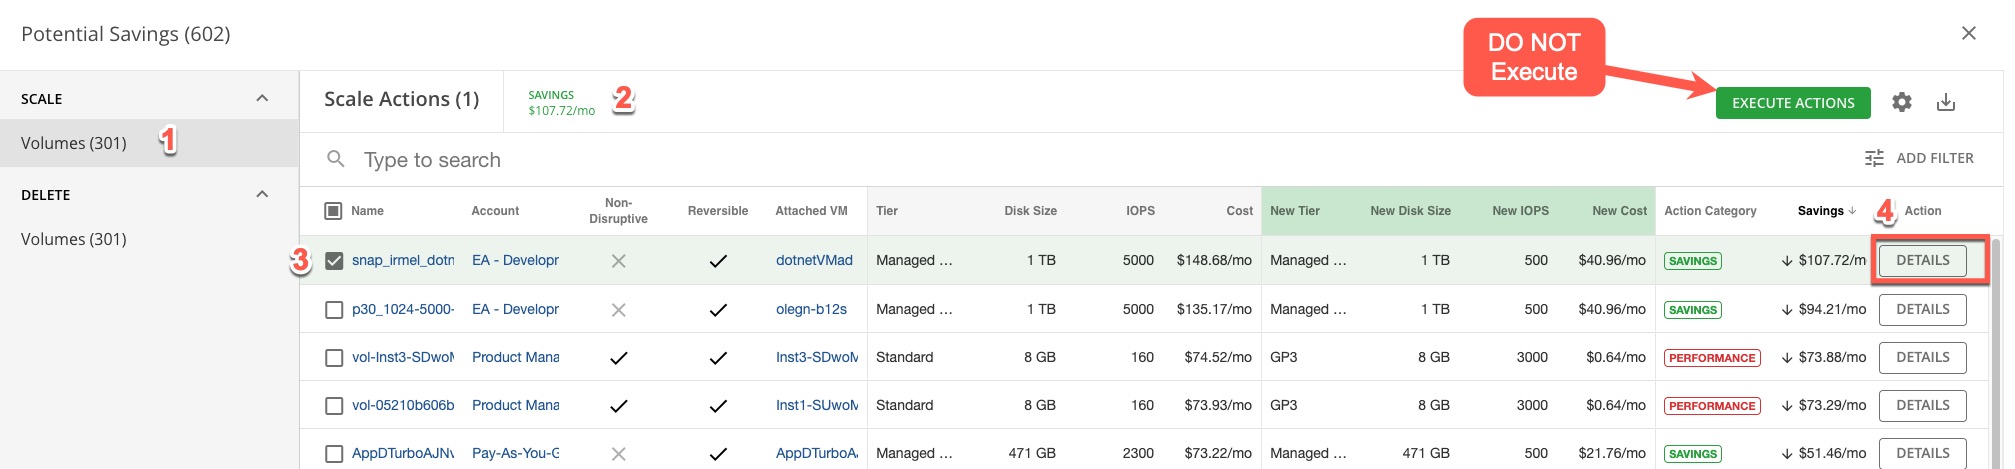 Potential Savings (602)
DO NOT
Execute
SCALE
Volumes (301)
1
DELETE
Volumes (301)
Scale Actions (1)
SAVINGS
$107.72/mo
2
EXECUTE ACTIONS
Type to search
ADD FILTER
Name Account Non-Disruptive Reversible Attached VM Tier Disk Size IOPS Cost New Tier New Disk Size New IOPS New Cost Action Category Savings ↓ 4 Action
3 snap_irmel_dotn EA - Developr dotnetVMad Managed ... 1 TB 5000 $148.68/mo Managed ... 1 TB 500 $40.96/mo SAVINGS ↓ $107.72/m DETAILS
p30_1024-5000- EA - Developr olegn-b12s Managed ... 1 TB 5000 $135.17/mo Managed ... 1 TB 500 $40.96/mo SAVINGS ↓ $94.21/mo DETAILS
vol-Inst3-SDwoM Product Mana Inst3-SDwoM Standard 8 GB 160 $74.52/mo GP3 8 GB 3000 $0.64/mo PERFORMANCE ↓ $73.88/mo DETAILS
vol-05210b606b Product Mana Inst1-SUwoM Standard 8 GB 160 $73.93/mo GP3 8 GB 3000 $0.64/mo PERFORMANCE ↓ $73.29/mo DETAILS
AppDTurboAJNv Pay-As-You-G AppDTurboAJ Managed ... 471 GB 2300 $73.22/mo Managed ... 471 GB 500 $21.76/mo SAVINGS ↓ $51.46/mo DETAILS